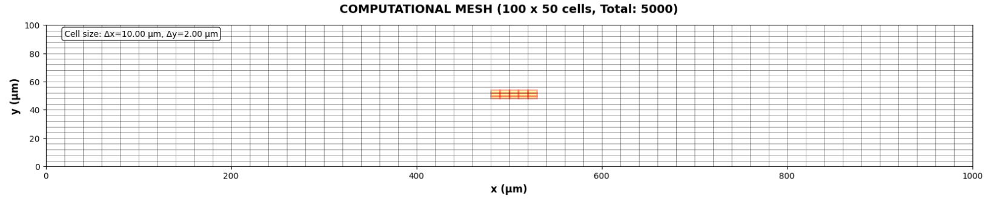 COMPUTATIONAL MESH (100 x 50 cells, Total: 5000)
Cell size: Δx=10.00 μm, Δy=2.00 μm
100
80
60
40
20
0
y (μm)
0 200 400 600 800 1000
x (μm)